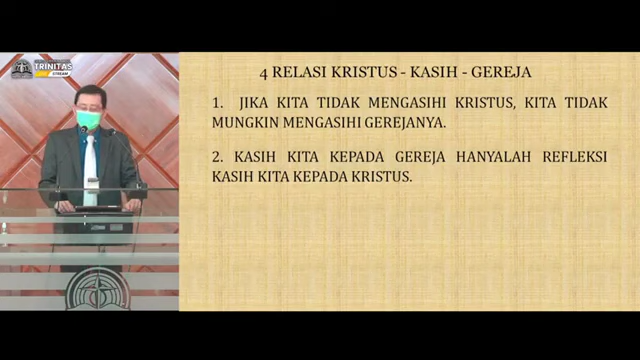 TRINITAS
STREAM
4 RELASI KRISTUS - KASIH - GEREJA
1. JIKA KITA TIDAK MENGASIHI KRISTUS, KITA TIDAK
MUNGKIN MENGASIHI GEREJANYA.
2. KASIH KITA KEPADA GEREJA HANYALAH REFLEKSI
KASIH KITA KEPADA KRISTUS.